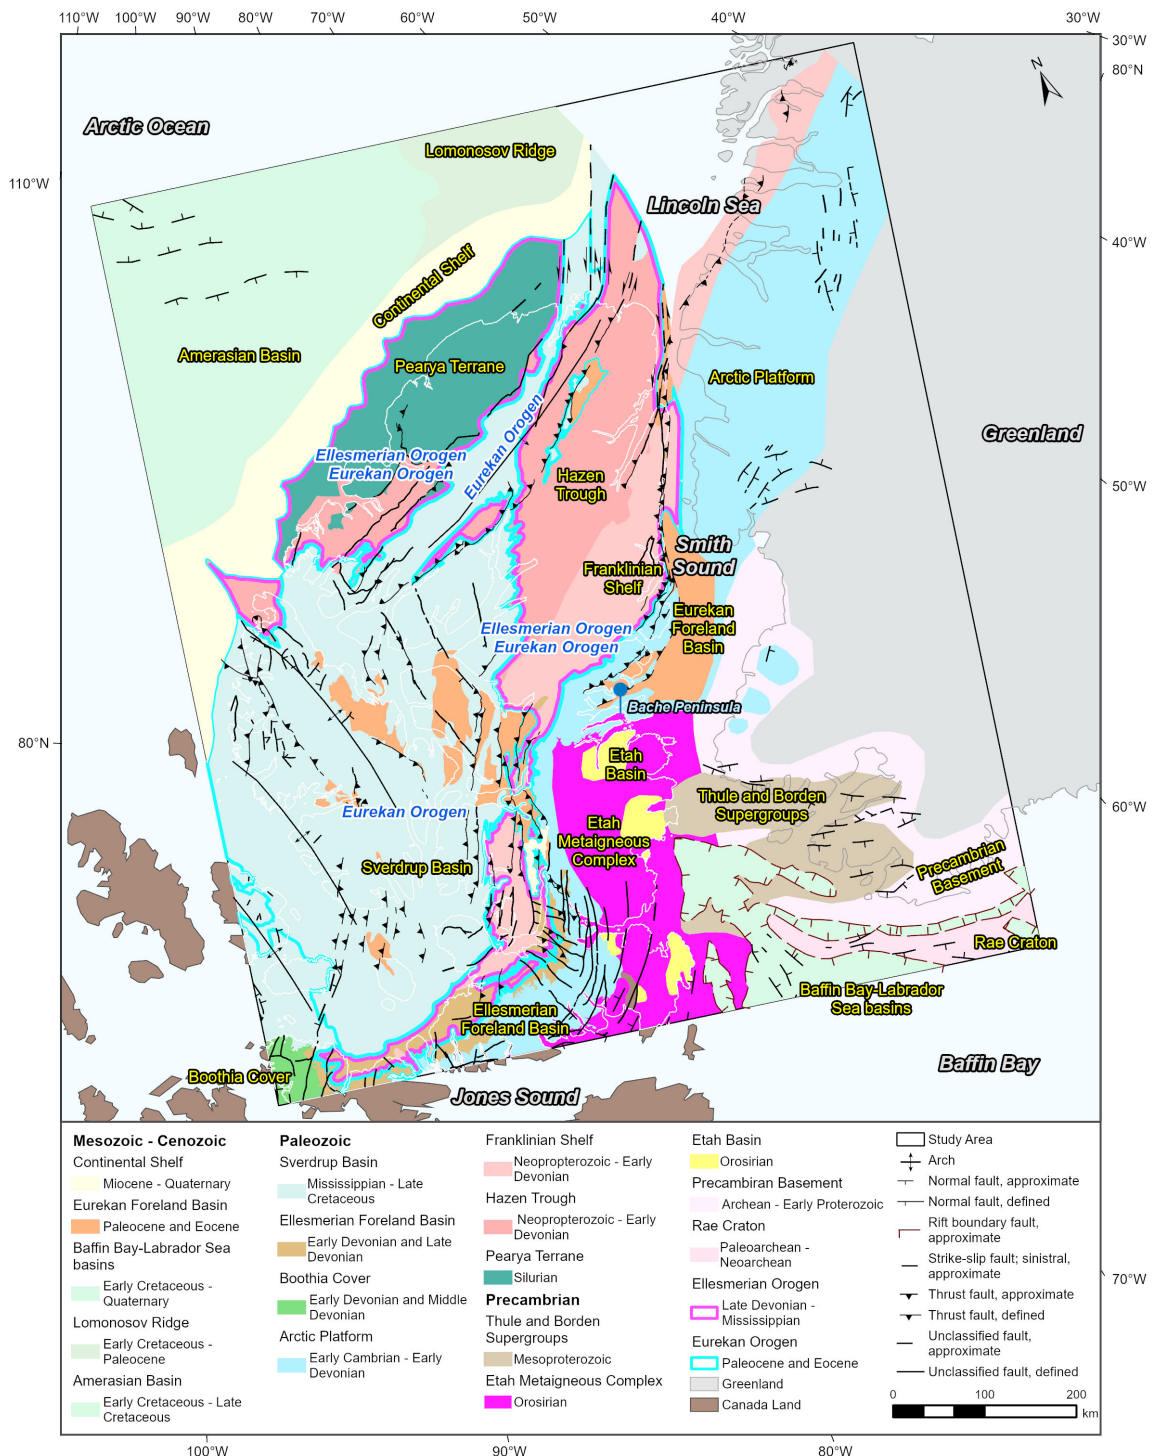 110°W 100°W 90°W 80°W 70°W 60°W 50°W 40°W 30°W
30°W
80°N
N
Arctic Ocean
Lomonosov Ridge
110°W
Lincoln Sea
40°W
Continental Shelf
Amerasian Basin
Pearya Terrane
Arctic Platform
Eurekan Orogen
Greenland
Ellesmerian Orogen
Eurekan Orogen
Hazen
Trough
50°W
Smith
Sound
Franklinian
Shelf
Eurekan
Foreland
Basin
Ellesmerian Orogen
Eurekan Orogen
Bache Peninsula
80°N
Etah
Basin
Thule and Borden
Supergroups
60°W
Eurekan Orogen
Etah
Metaigneous
Complex
Sverdrup Basin
Precambrian
Basement
Rae Craton
Baffin Bay-Labrador
Sea basins
Ellesmerian
Foreland Basin
Baffin Bay
Boothia Cover
Jones Sound
Mesozoic - Cenozoic
Continental Shelf
Miocene - Quaternary
Eurekan Foreland Basin
Paleocene and Eocene
Baffin Bay-Labrador Sea
basins
Early Cretaceous -
Quaternary
Lomonosov Ridge
Early Cretaceous -
Paleocene
Amerasian Basin
Early Cretaceous - Late
Cretaceous
Paleozoic
Sverdrup Basin
Mississippian - Late
Cretaceous
Ellesmerian Foreland Basin
Early Devonian and Late
Devonian
Boothia Cover
Early Devonian and Middle
Devonian
Arctic Platform
Early Cambrian - Early
Devonian
Franklinian Shelf
Neopropterozoic - Early
Devonian
Hazen Trough
Neopropterozoic - Early
Devonian
Pearya Terrane
Silurian
Precambrian
Thule and Borden
Supergroups
Mesoproterozoic
Etah Metaigneous Complex
Orosirian
Etah Basin
Orosirian
Precambiran Basement
Archean - Early Proterozoic
Rae Craton
Paleoarchean -
Neoarchean
Ellesmerian Orogen
Late Devonian -
Mississippian
Eurekan Orogen
Paleocene and Eocene
Greenland
Canada Land
Study Area
Arch
Normal fault, approximate
Normal fault, defined
Rift boundary fault,
approximate
Strike-slip fault; sinistral,
approximate
Thrust fault, approximate
Thrust fault, defined
Unclassified fault,
approximate
Unclassified fault, defined
0 100 200
km
70°W
100°W 90°W 80°W